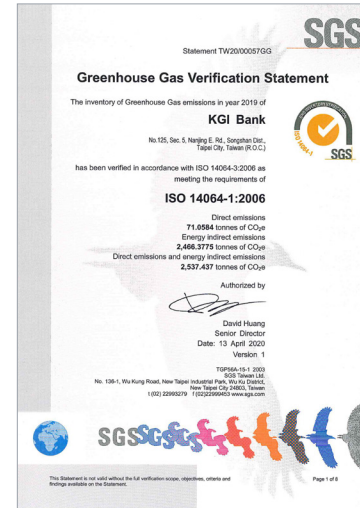 SGS
Statement TW20/00057GG
Greenhouse Gas Verification Statement
The inventory of Greenhouse Gas emissions in year 2019 of
KGI Bank
No.125, Sec. 5, Nanjing E. Rd., Songshan Dist.,
Taipei City, Taiwan (R.O.C.)
SGS
has been verified in accordance with ISO 14064-3:2006 as
meeting the requirements of
ISO 14064-1:2006
Direct emissions
71.0584 tonnes of CO₂e
Energy indirect emissions
2,466.3775 tonnes of CO₂e
Direct emissions and energy indirect emissions
2,537.437 tonnes of CO₂e
Authorized by
David Huang
Senior Director
Date: 13 April 2020
Version 1
TGP56A-15-1 2003
SGS Taiwan Ltd.
No. 136-1, Wu Kung Road, New Taipei Industrial Park, Wu Ku District,
New Taipei City 24803, Taiwan
t (02) 22993279 f (02)22999453 www.sgs.com
SGSSGSSGS
This Statement is not valid without the full verification scope, objectives, criteria and
findings available on the Statement.
Page 1 of 8